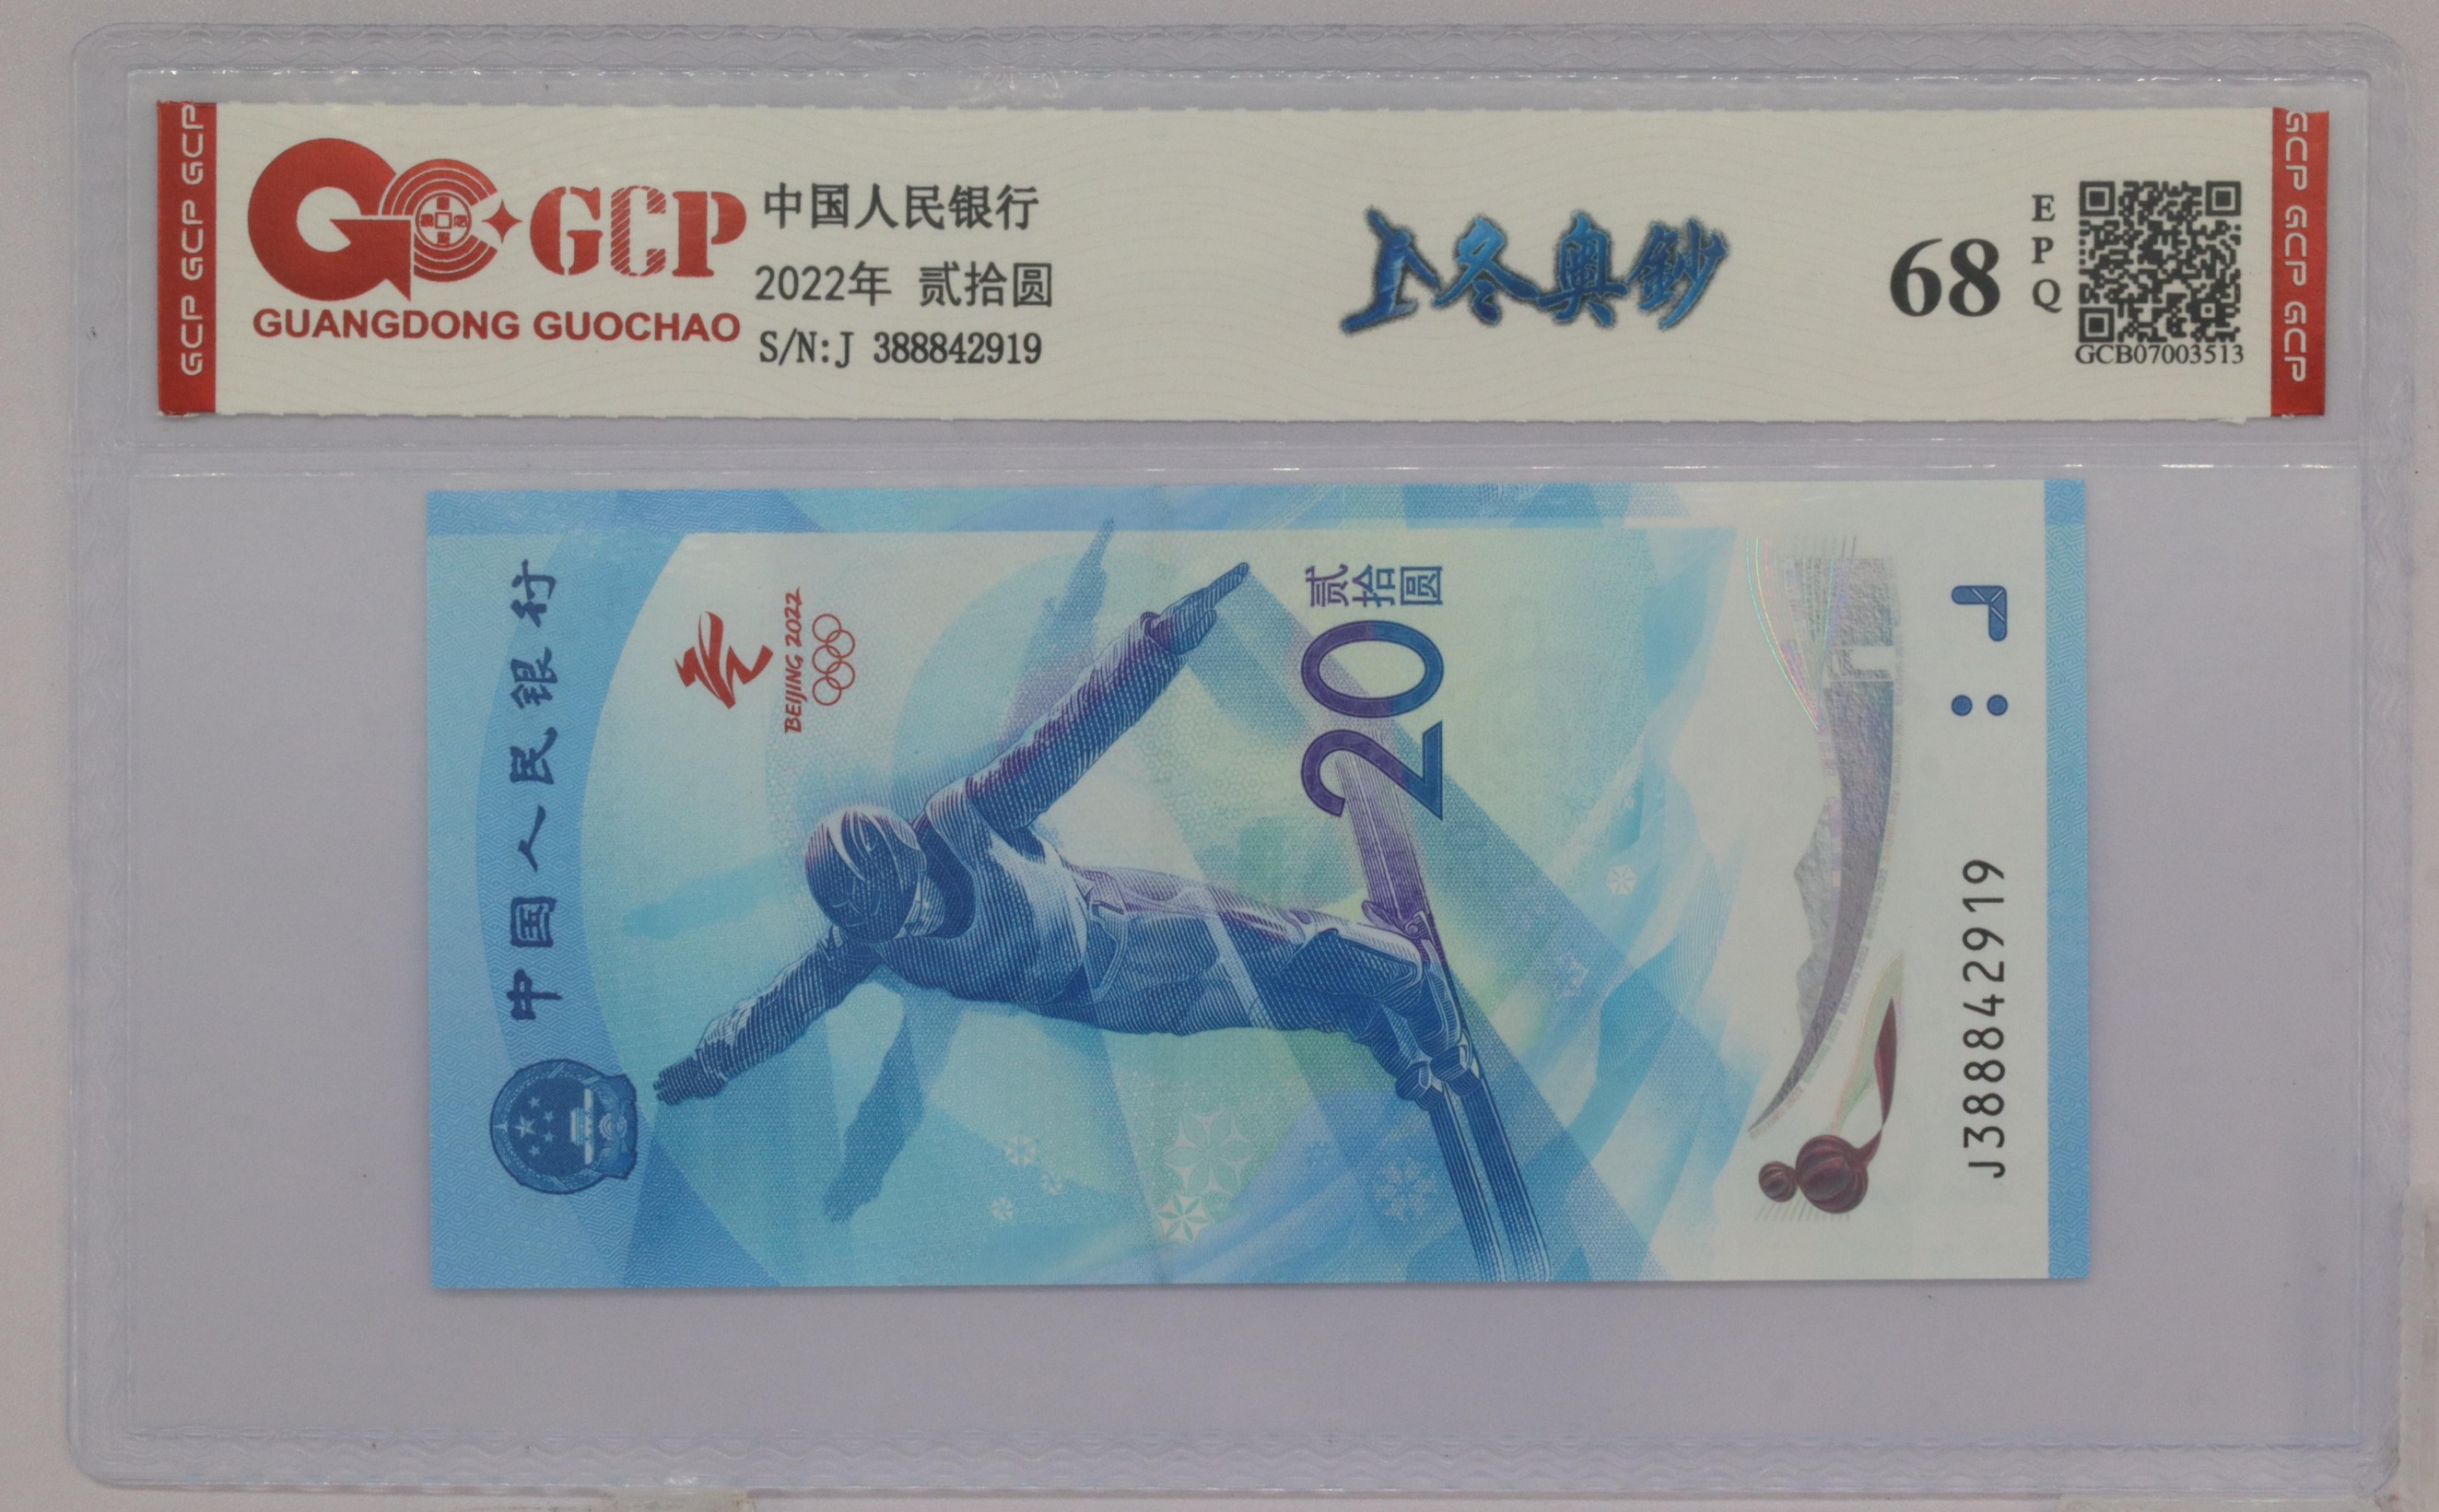 GCP GCP GCP
GCP
GUANGDONG GUOCHAO
中国人民银行
2022年 贰拾圆
S/N:J 388842919
冬奥鈔
68
EPQ
GCB07003513
GCP GCP GCP
中国人民银行
BEIJING 2022
贰拾圆
20
J388842919